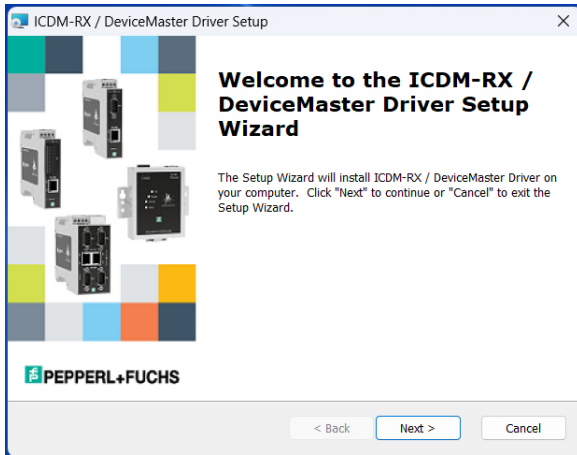 ICDM-RX / DeviceMaster Driver Setup
Welcome to the ICDM-RX /
DeviceMaster Driver Setup
Wizard
The Setup Wizard will install ICDM-RX / DeviceMaster Driver on
your computer. Click "Next" to continue or "Cancel" to exit the
Setup Wizard.
PEPPERL+FUCHS
< Back
Next >
Cancel